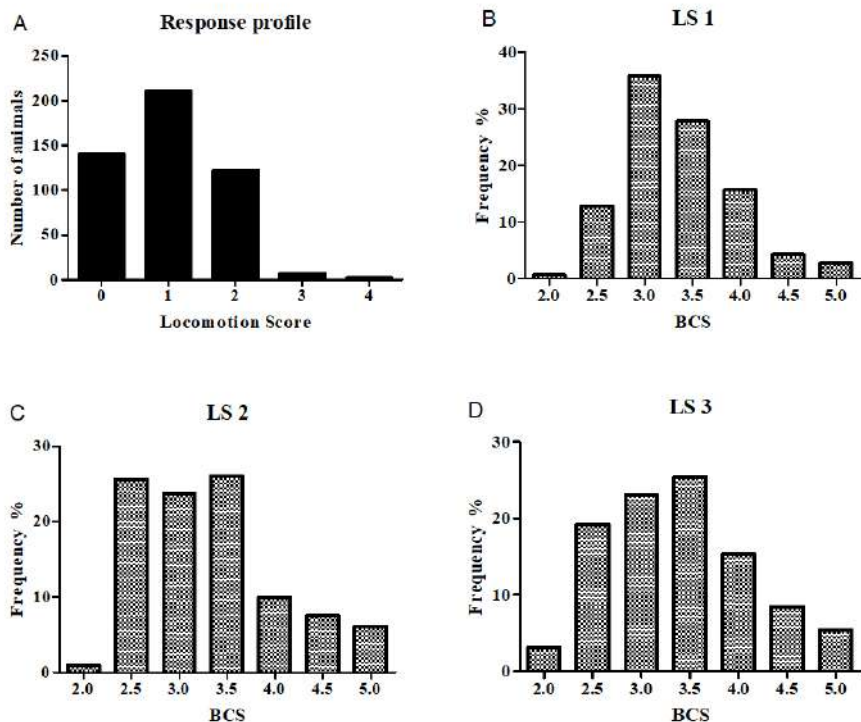 A
Response profile
250
200
150
100
50
0
Number of animals
0 1 2 3 4
Locomotion Score
B
LS 1
40
30
20
10
0
Frequency %
2.0 2.5 3.0 3.5 4.0 4.5 5.0
BCS
C
LS 2
30
20
10
0
Frequency %
2.0 2.5 3.0 3.5 4.0 4.5 5.0
BCS
D
LS 3
30
20
10
0
Frequency %
2.0 2.5 3.0 3.5 4.0 4.5 5.0
BCS